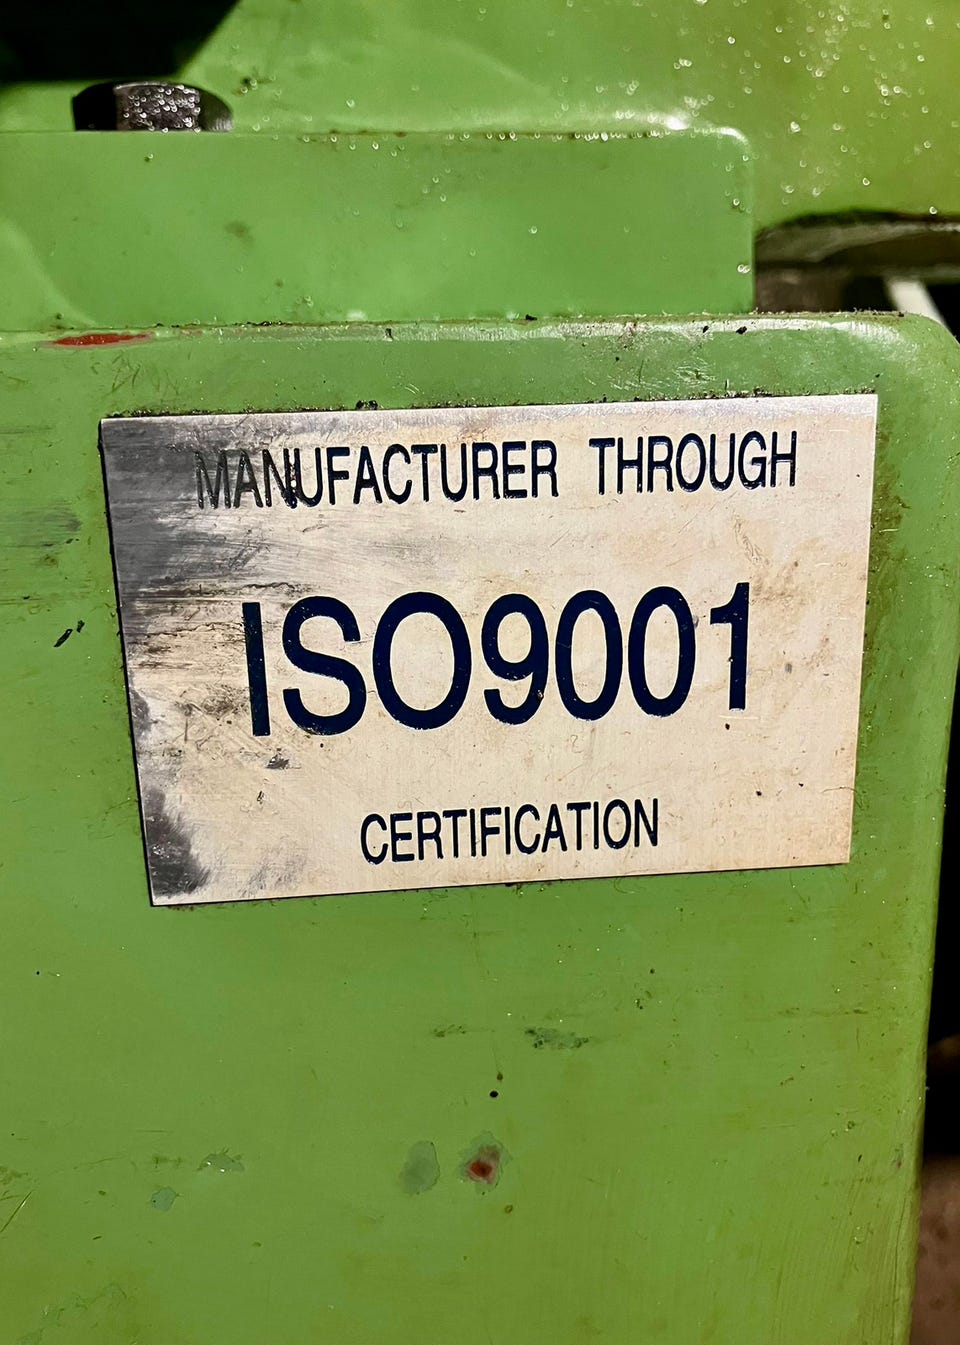 MANUFACTURER THROUGH
ISO9001
CERTIFICATION